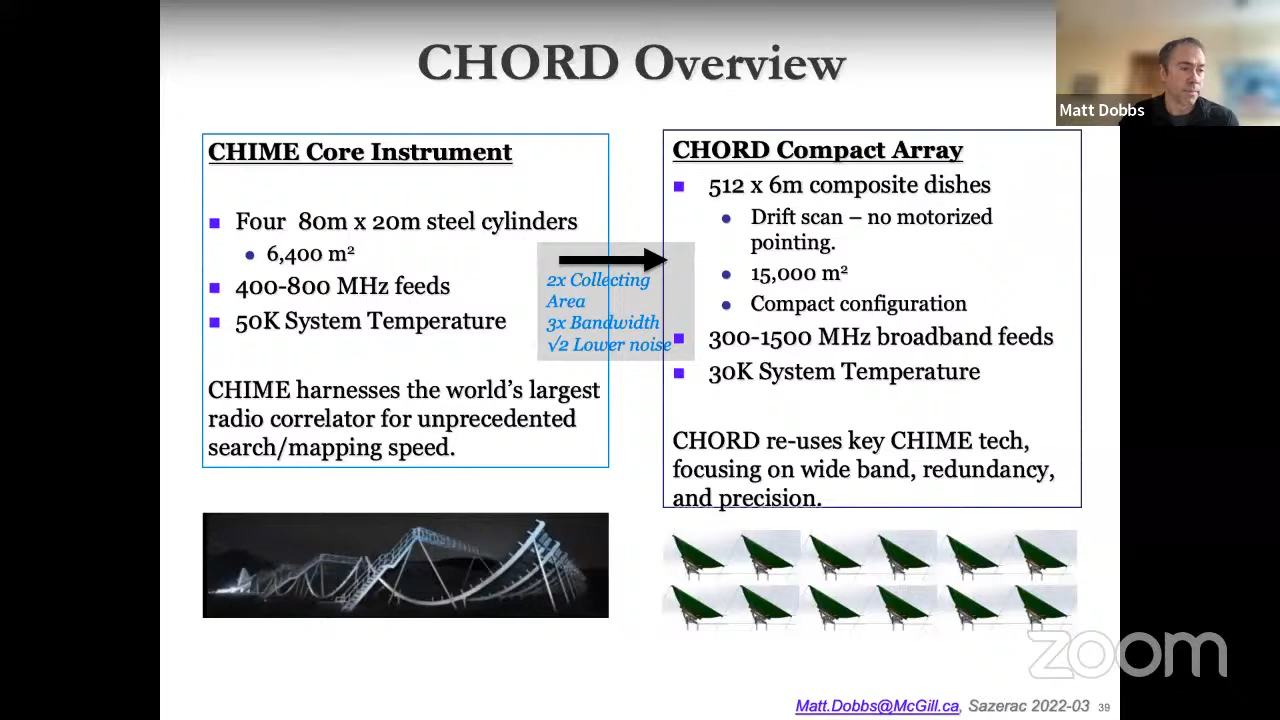 CHORD Overview
Matt Dobbs
CHIME Core Instrument
Four 80m x 20m steel cylinders
6,400 m²
400-800 MHz feeds
50K System Temperature
CHIME harnesses the world's largest
radio correlator for unprecedented
search/mapping speed.
2x Collecting
Area
3x Bandwidth
√2 Lower noise
CHORD Compact Array
512 x 6m composite dishes
Drift scan – no motorized
pointing.
15,000 m²
Compact configuration
300-1500 MHz broadband feeds
30K System Temperature
CHORD re-uses key CHIME tech,
focusing on wide band, redundancy,
and precision.
zoom
Matt.Dobbs@McGill.ca, Sazerac 2022-03 39